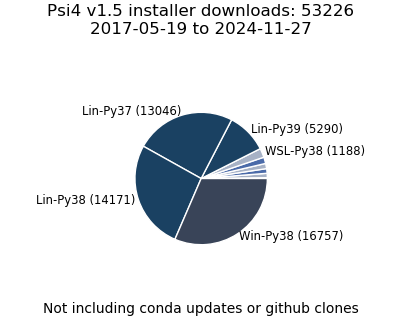 Psi4 v1.5 installer downloads: 53226
2017-05-19 to 2024-11-27
Lin-Py37 (13046)
Lin-Py39 (5290)
WSL-Py38 (1188)
Lin-Py38 (14171)
Win-Py38 (16757)
Not including conda updates or github clones